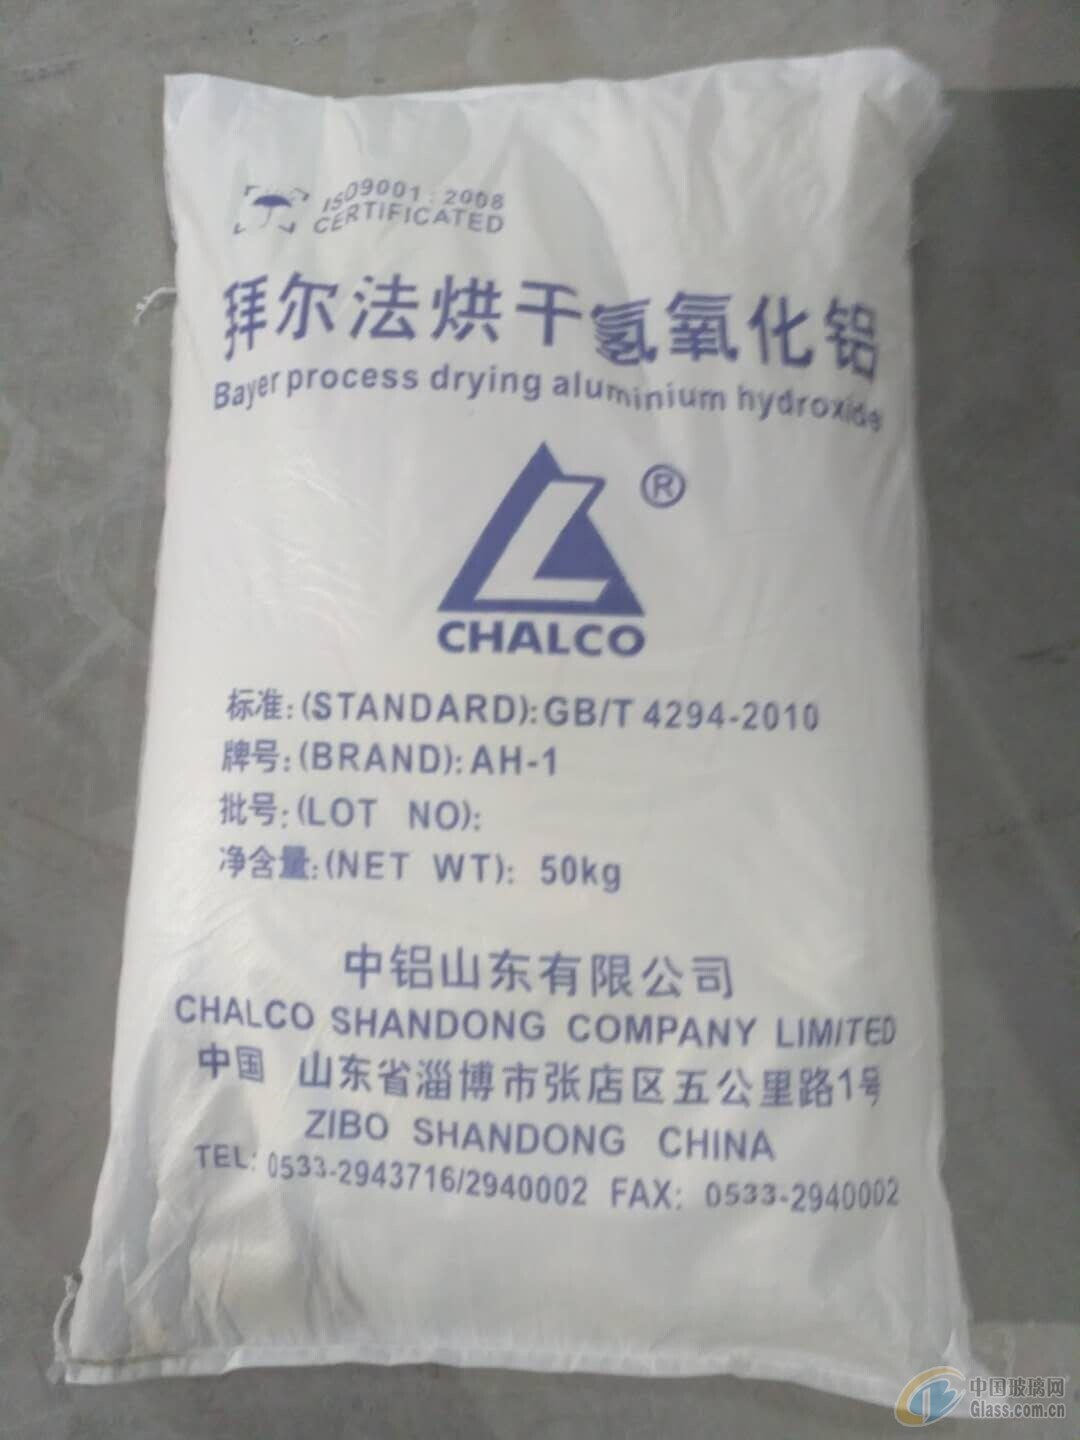 ISO9001:2008
CERTIFICATED
拜尔法烘干氢氧化铝
Bayer process drying aluminium hydroxide
®
CHALCO
标准:(STANDARD):GB/T 4294-2010
牌号:(BRAND):AH-1
批号:(LOT NO):
净含量:(NET WT): 50kg
中铝山东有限公司
CHALCO SHANDONG COMPANY LIMITED
中国 山东省淄博市张店区五公里路1号
ZIBO SHANDONG CHINA
TEL: 0533-2943716/2940002 FAX: 0533-2940002
中国玻璃网
Glass.com.cn